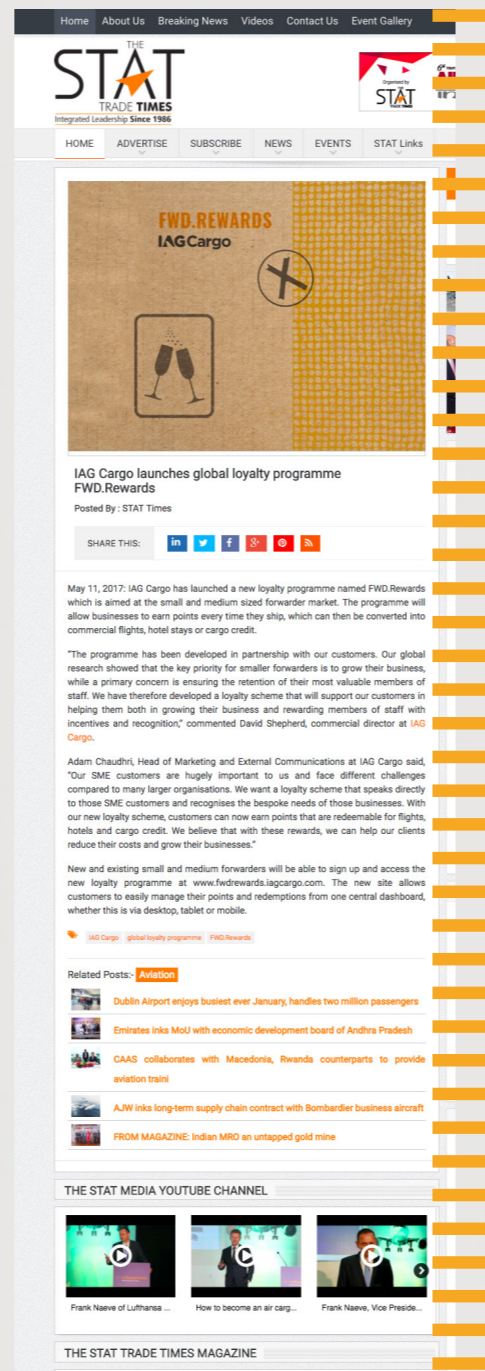 Home About Us Breaking News Videos Contact Us Event Gallery
THE
STAT
TRADE TIMES
Integrated Leadership Since 1986
Organised by
STAT
HOME ADVERTISE SUBSCRIBE NEWS EVENTS STAT Links
FWD.REWARDS
IAG Cargo
IAG Cargo launches global loyalty programme
FWD.Rewards
Posted By : STAT Times
SHARE THIS:
May 11, 2017: IAG Cargo has launched a new loyalty programme named FWD.Rewards
which is aimed at the small and medium sized forwarder market. The programme will
allow businesses to earn points every time they ship, which can then be converted into
commercial flights, hotel stays or cargo credit.
"The programme has been developed in partnership with our customers. Our global
research showed that the key priority for smaller forwarders is to grow their business,
while a primary concern is ensuring the retention of their most valuable members of
staff. We have therefore developed a loyalty scheme that will support our customers in
helping them both in growing their business and rewarding members of staff with
incentives and recognition," commented David Shepherd, commercial director at IAG
Cargo.
Adam Chaudhri, Head of Marketing and External Communications at IAG Cargo said,
"Our SME customers are hugely important to us and face different challenges
compared to many larger organisations. We want a loyalty scheme that speaks directly
to those SME customers and recognises the bespoke needs of those businesses. With
our new loyalty scheme, customers can now earn points that are redeemable for flights,
hotels and cargo credit. We believe that with these rewards, we can help our clients
reduce their costs and grow their businesses."
New and existing small and medium forwarders will be able to sign up and access the
new loyalty programme at www.fwdrewards.iagcargo.com. The new site allows
customers to easily manage their points and redemptions from one central dashboard,
whether this is via desktop, tablet or mobile.
IAG Cargo global loyalty programme FWD.Rewards
Related Posts:- Aviation
Dublin Airport enjoys busiest ever January, handles two million passengers
Emirates inks MoU with economic development board of Andhra Pradesh
CAAS collaborates with Macedonia, Rwanda counterparts to provide
aviation traini
AJW inks long-term supply chain contract with Bombardier business aircraft
FROM MAGAZINE: Indian MRO an untapped gold mine
THE STAT MEDIA YOUTUBE CHANNEL
Frank Naeve of Lufthansa ... How to become an air carg... Frank Naeve, Vice Preside...
THE STAT TRADE TIMES MAGAZINE